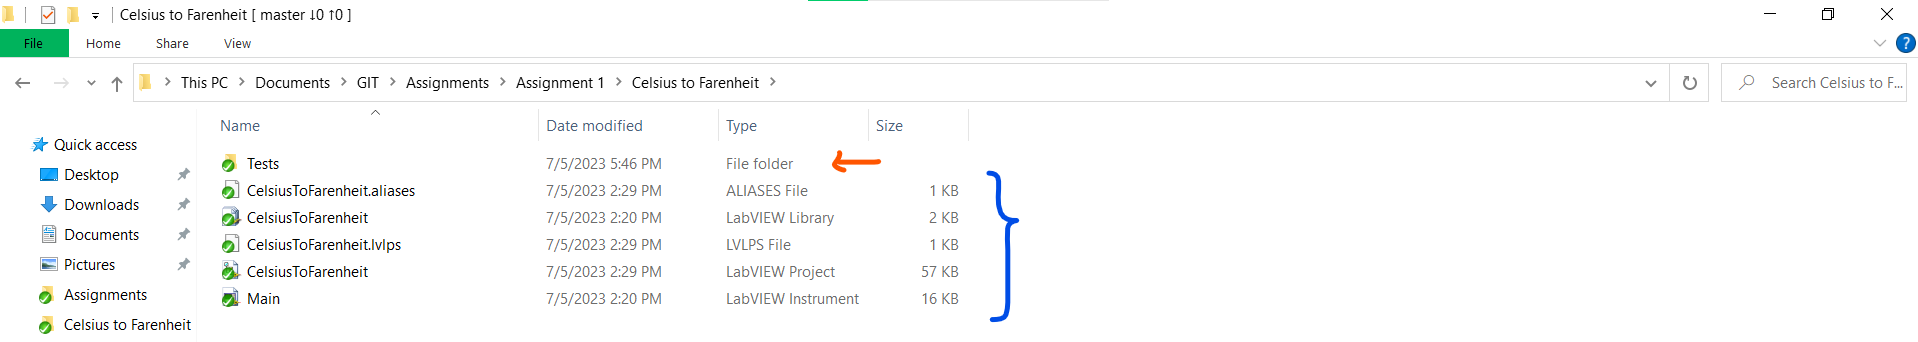 Celsius to Farenheit [ master ↓0 ↑0 ]
File Home Share View
This PC > Documents > GIT > Assignments > Assignment 1 > Celsius to Farenheit >
Search Celsius to F...
Name Date modified Type Size
Quick access
Desktop
Downloads
Documents
Pictures
Assignments
Celsius to Farenheit
Tests 7/5/2023 5:46 PM File folder
CelsiusToFarenheit.aliases 7/5/2023 2:29 PM ALIASES File 1 KB
CelsiusToFarenheit 7/5/2023 2:20 PM LabVIEW Library 2 KB
CelsiusToFarenheit.lvlps 7/5/2023 2:29 PM LVLPS File 1 KB
CelsiusToFarenheit 7/5/2023 2:29 PM LabVIEW Project 57 KB
Main 7/5/2023 2:20 PM LabVIEW Instrument 16 KB